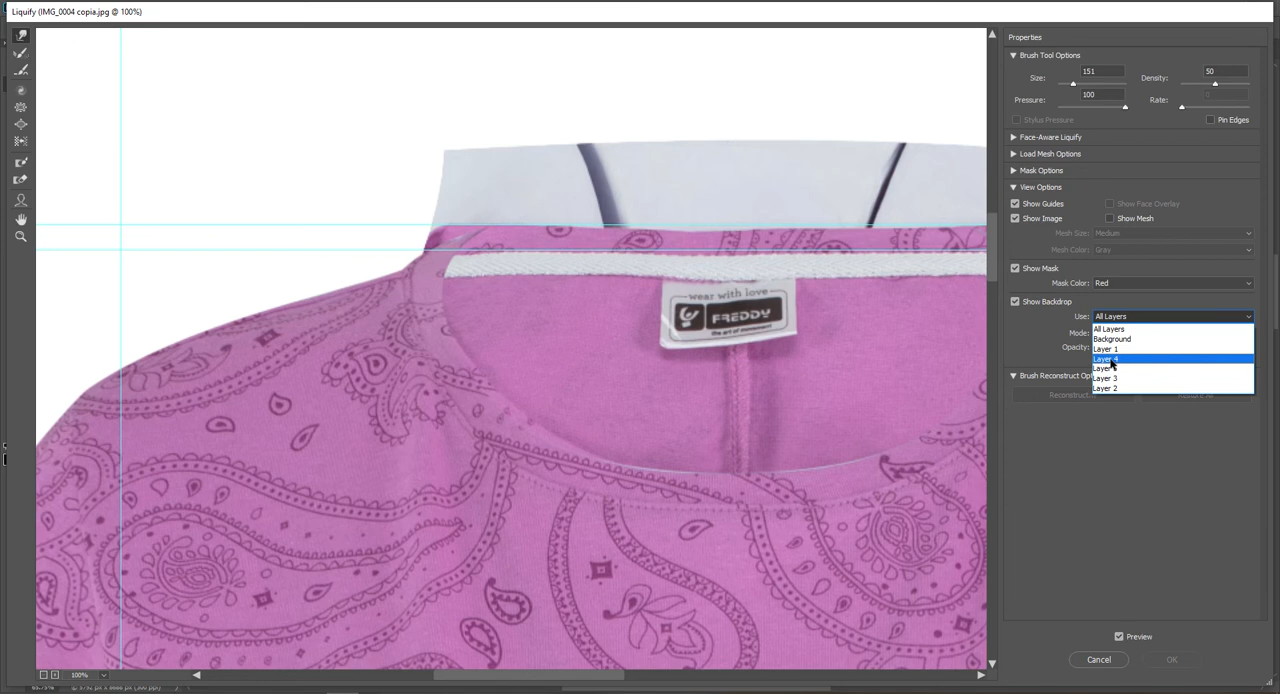 Liquify (IMG_0004 copia.jpg @ 100%)
Properties
Brush Tool Options
Size: 151 Density: 50
Pressure: 100 Rate: 0
Stylus Pressure Pin Edges
Face-Aware Liquify
Load Mesh Options
Mask Options
View Options
Show Guides Show Face Overlay
Show Image Show Mesh
Mesh Size: Medium
Mesh Color: Gray
Show Mask
Mask Color: Red
Show Backdrop
Use: All Layers
All Layers
Mode:
Background
Opacity:
Layer 1
Layer 4
Layer
Layer 3
Layer 2
Brush Reconstruct
Reconstruct...
wear with love
FREDDY
the art of movement
Preview
Cancel OK
100%